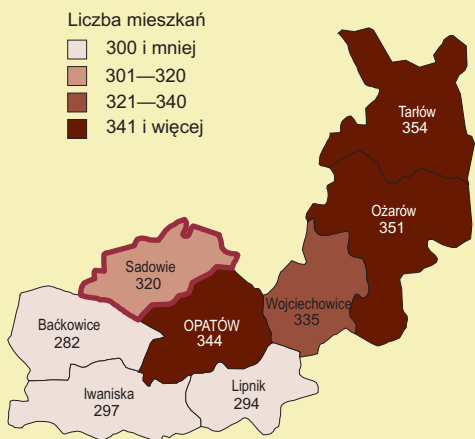 Liczba mieszkań
300 i mniej
301—320
321—340
341 i więcej
Tarłów
354
Ożarów
351
Sadowie
320
Wojciechowice
335
Baćkowice
282
OPATÓW
344
Iwaniska
297
Lipnik
294